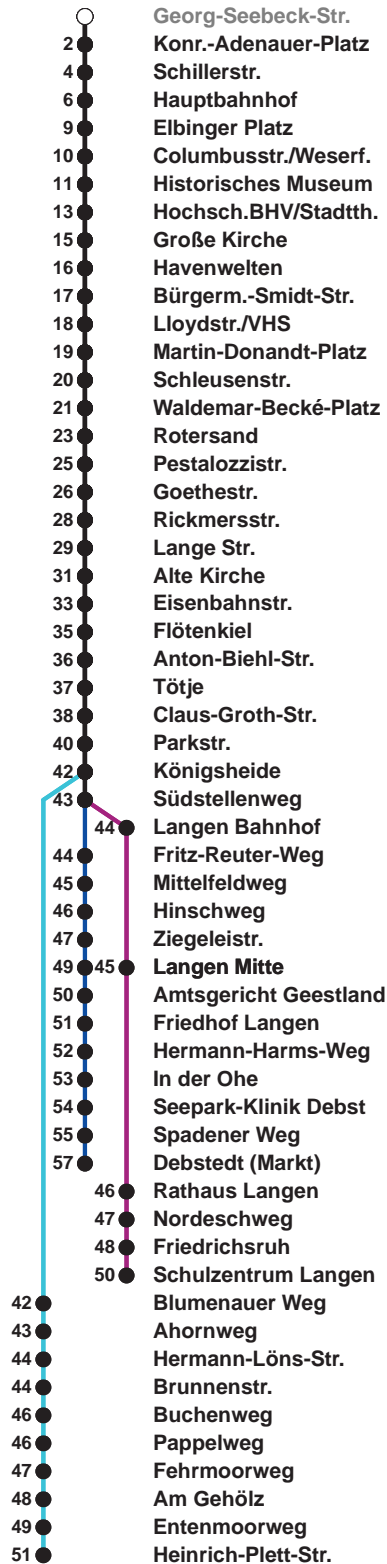 Georg-Seebeck-Str.
2 Konr.-Adenauer-Platz
4 Schillerstr.
6 Hauptbahnhof
9 Elbinger Platz
10 Columbusstr./Weserf.
11 Historisches Museum
13 Hochsch.BHV/Stadtth.
15 Große Kirche
16 Havenwelten
17 Bürgerm.-Smidt-Str.
18 Lloydstr./VHS
19 Martin-Donandt-Platz
20 Schleusenstr.
21 Waldemar-Becké-Platz
23 Rotersand
25 Pestalozzistr.
26 Goethestr.
28 Rickmersstr.
29 Lange Str.
31 Alte Kirche
33 Eisenbahnstr.
35 Flötenkiel
36 Anton-Biehl-Str.
37 Tötje
38 Claus-Groth-Str.
40 Parkstr.
42 Königsheide
43 Südstellenweg
44 Langen Bahnhof
44 Fritz-Reuter-Weg
45 Mittelfeldweg
46 Hinschweg
47 Ziegeleistr.
49 45 Langen Mitte
50 Amtsgericht Geestland
51 Friedhof Langen
52 Hermann-Harms-Weg
53 In der Ohe
54 Seepark-Klinik Debst
55 Spadener Weg
57 Debstedt (Markt)
46 Rathaus Langen
47 Nordeschweg
48 Friedrichsruh
50 Schulzentrum Langen
42 Blumenauer Weg
43 Ahornweg
44 Hermann-Löns-Str.
44 Brunnenstr.
46 Buchenweg
46 Pappelweg
47 Fehrmoorweg
48 Am Gehölz
49 Entenmoorweg
51 Heinrich-Plett-Str.